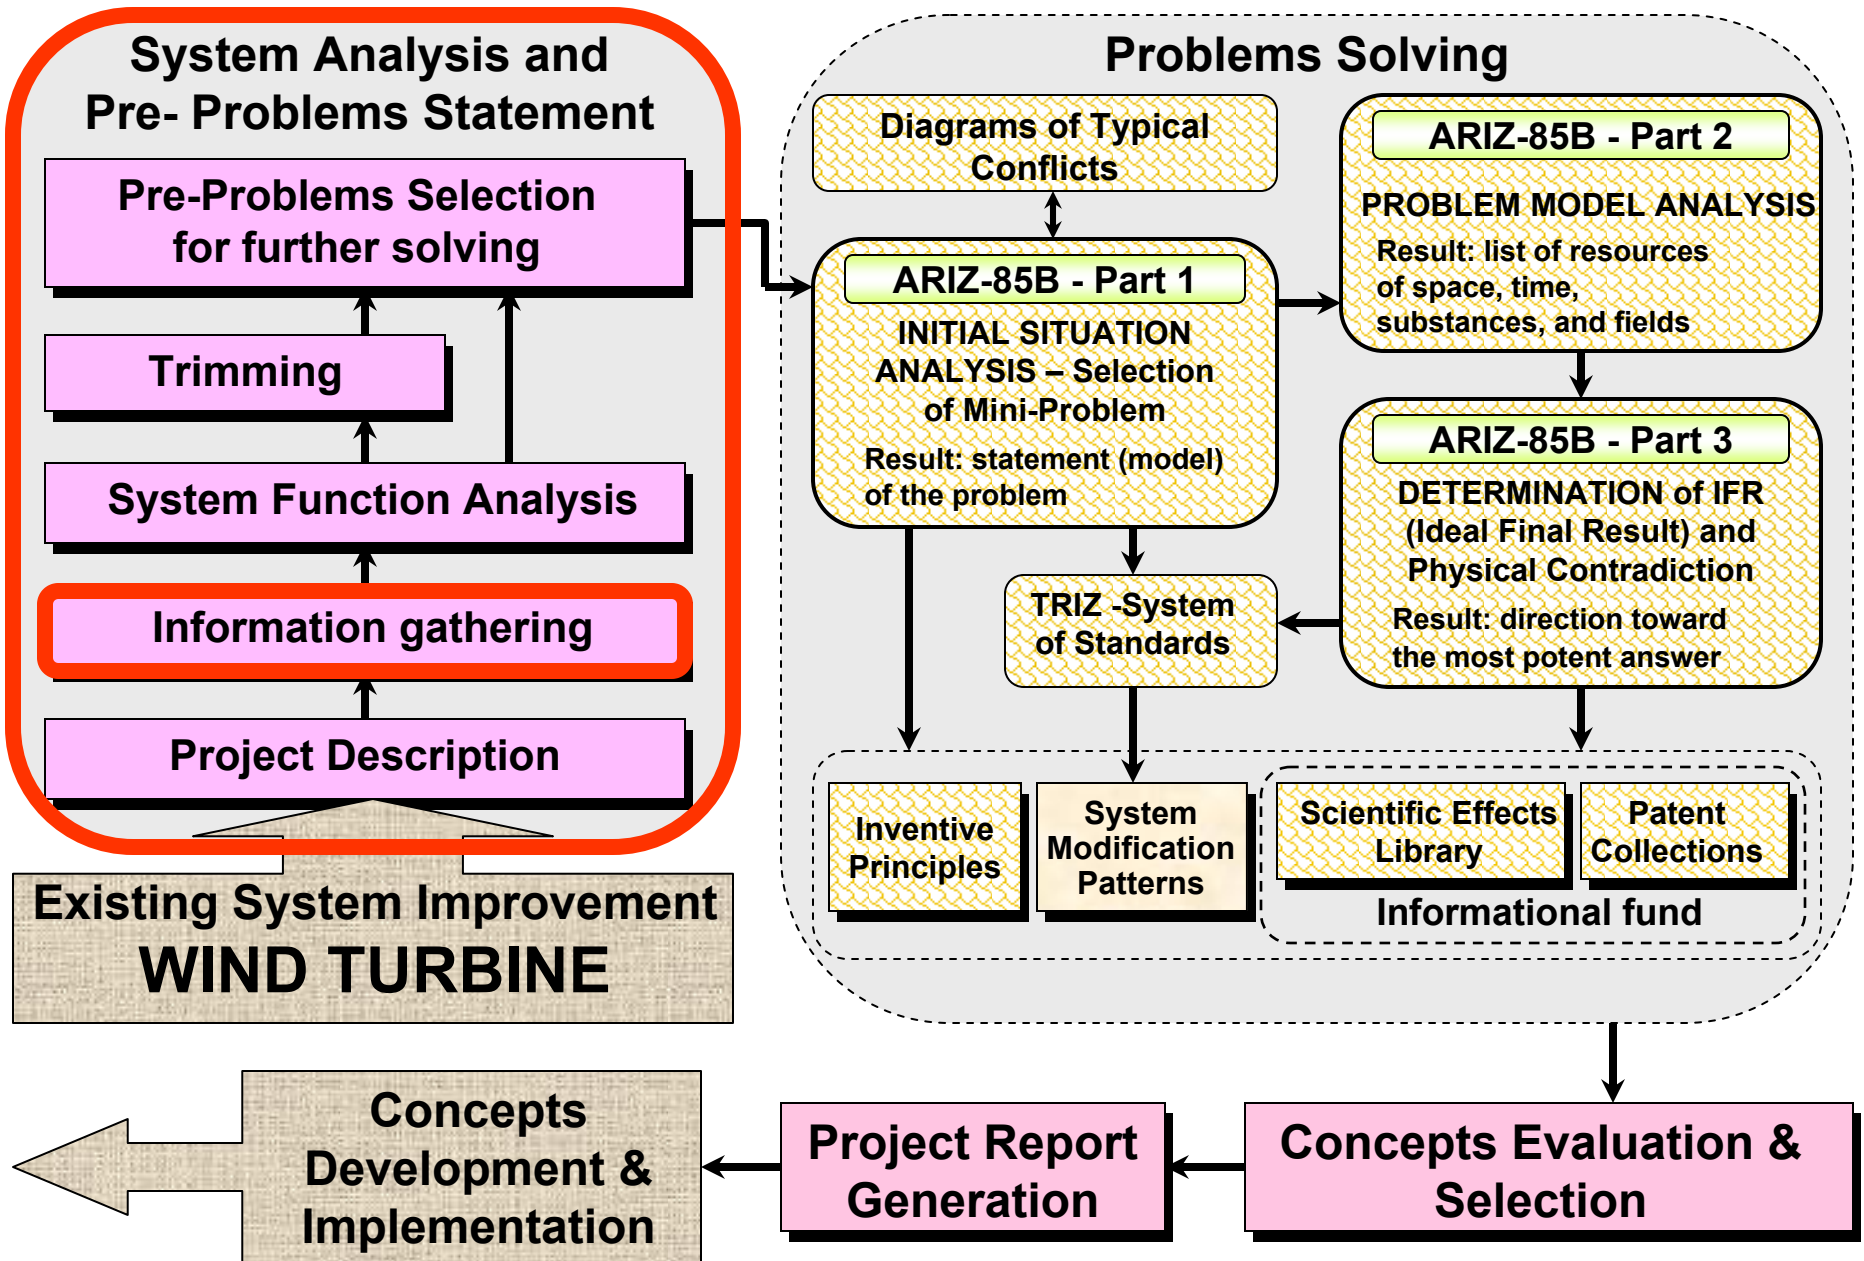 System Analysis and
Pre- Problems Statement
Pre-Problems Selection
for further solving
Trimming
System Function Analysis
Information gathering
Project Description
Existing System Improvement
WIND TURBINE
Problems Solving
Diagrams of Typical
Conflicts
ARIZ-85B - Part 1
INITIAL SITUATION
ANALYSIS – Selection
of Mini-Problem
Result: statement (model)
of the problem
ARIZ-85B - Part 2
PROBLEM MODEL ANALYSIS
Result: list of resources
of space, time,
substances, and fields
ARIZ-85B - Part 3
DETERMINATION of IFR
(Ideal Final Result) and
Physical Contradiction
Result: direction toward
the most potent answer
TRIZ -System
of Standards
Inventive
Principles
System
Modification
Patterns
Scientific Effects
Library
Patent
Collections
Informational fund
Concepts Evaluation &
Selection
Project Report
Generation
Concepts
Development &
Implementation